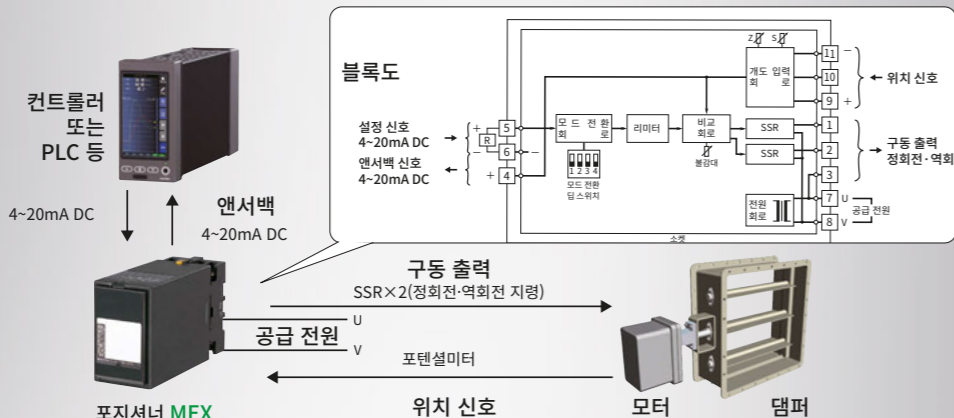 블록도
설정 신호
4~20mA DC
앤서백 신호
4~20mA DC
+
R
−
+
5
6
4
−
모드 전환
회 로
1 2 3 4
모드 전환
딥 스위치
리미터
비교
회로
불감대
SSR
SSR
Z S
개도 입력
회 로
전원
회로
소켓
11
10
9
1
2
3
7
8
−
+
U
V
위치 신호
구동 출력
정회전·역회
공급 전원
컨트롤러
또는
PLC 등
4~20mA DC
앤서백
4~20mA DC
구동 출력
SSR×2(정회전·역회전 지령)
U
공급 전원
V
포텐셜미터
위치 신호
포지셔너 MEX
모터
댐퍼